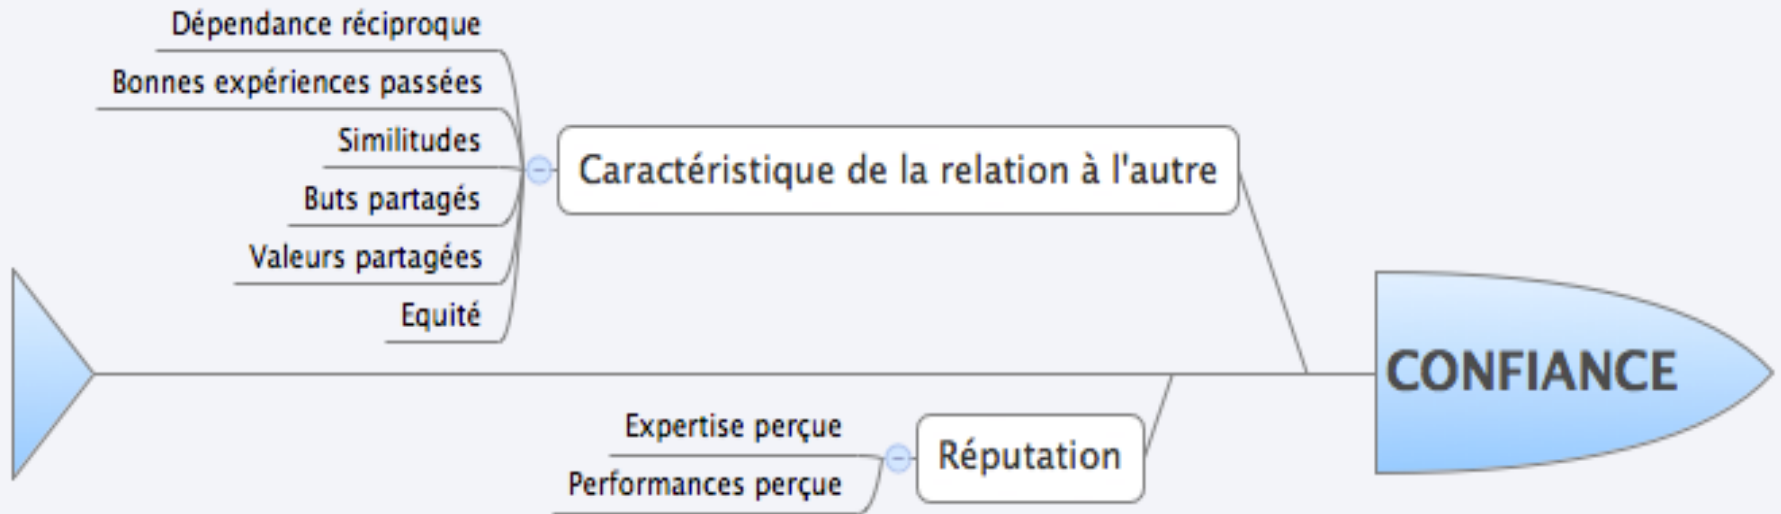 Dépendance réciproque
Bonnes expériences passées
Similitudes
Buts partagés
Valeurs partagées
Equité
Caractéristique de la relation à l'autre
CONFIANCE
Expertise perçue
Performances perçue
Réputation